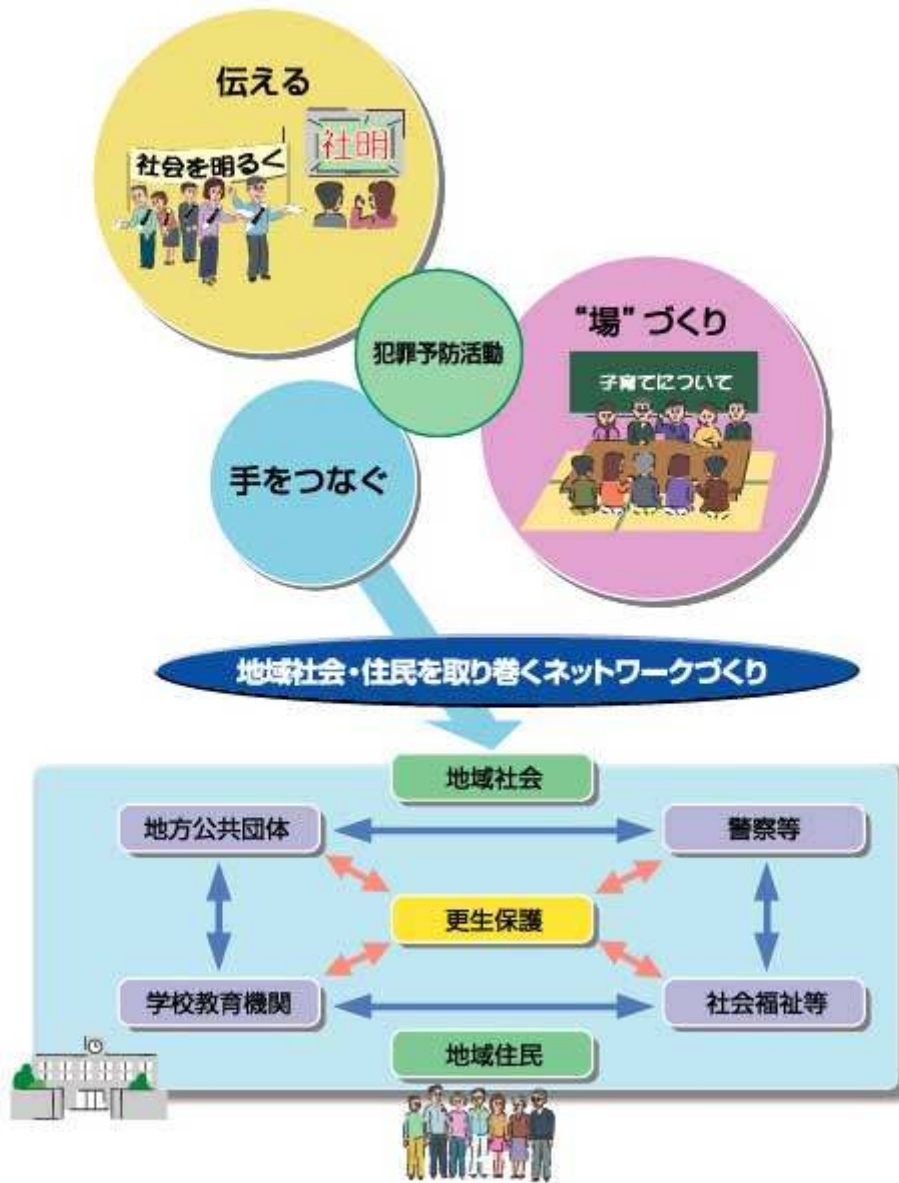 伝える
社会を明るく
社明
犯罪予防活動
“場”づくり
子育てについて
手をつなぐ
地域社会・住民を取り巻くネットワークづくり
地域社会
地方公共団体
警察等
更生保護
学校教育機関
社会福祉等
地域住民